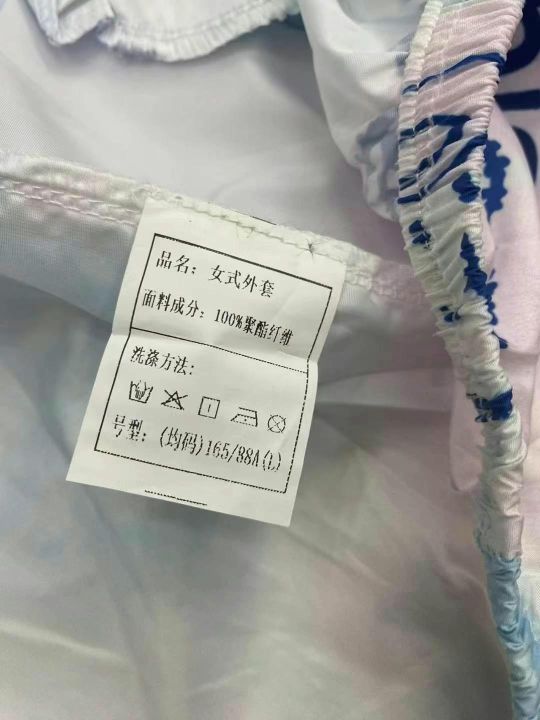 品名: 女式外套
面料成分: 100%聚酯纤维
洗涤方法:
号型: (均码)165/88A(L)